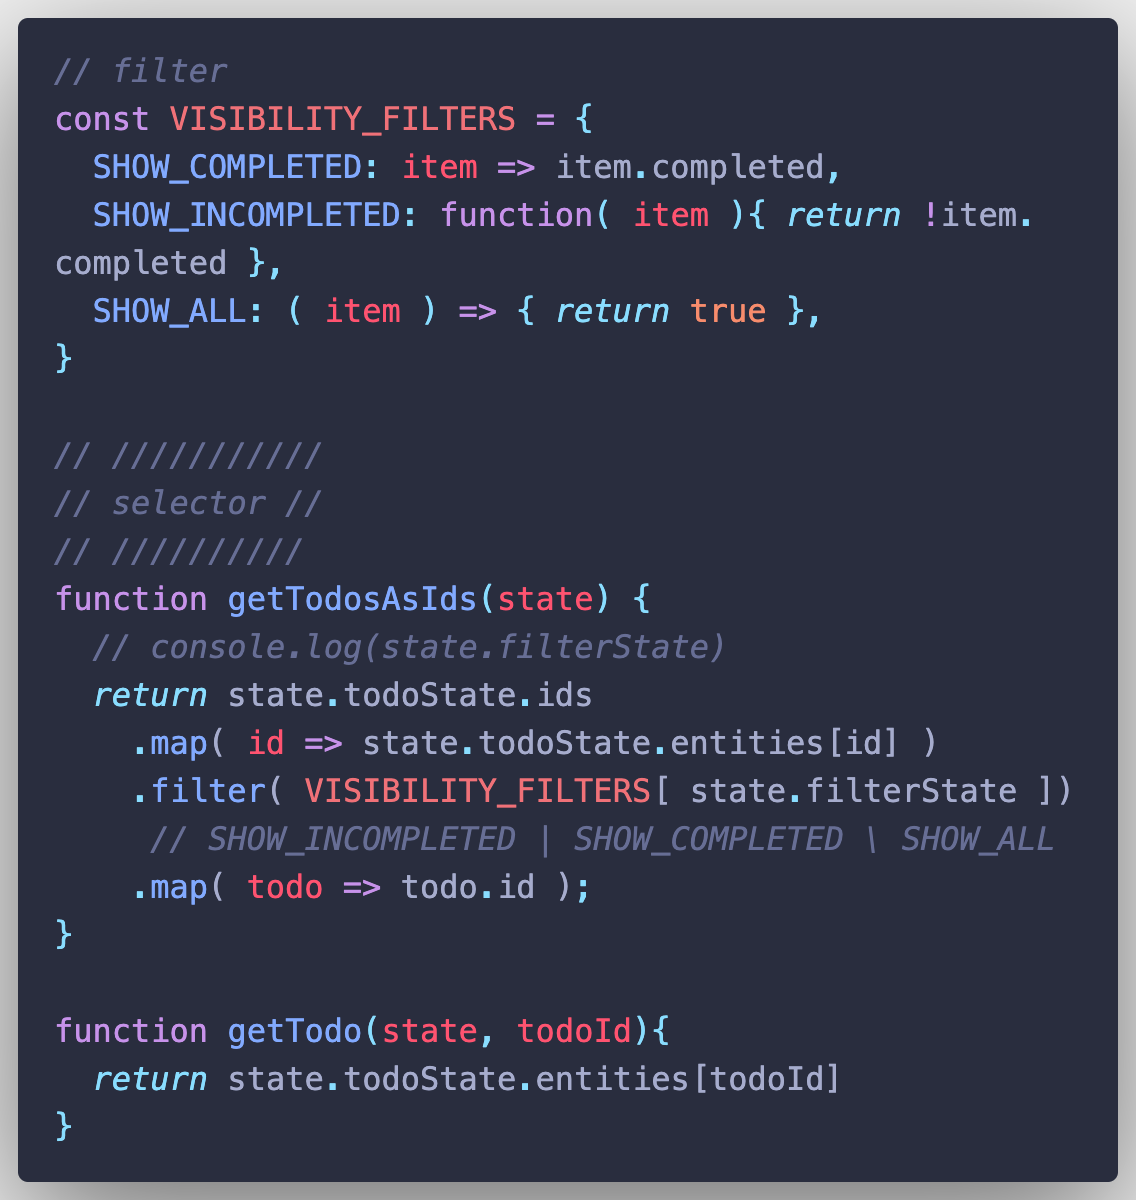 // filter
const VISIBILITY_FILTERS = {
  SHOW_COMPLETED: item => item.completed,
  SHOW_INCOMPLETED: function( item ){ return !item.
completed },
  SHOW_ALL: ( item ) => { return true },
}
// ///////////
// selector //
// //////////
function getTodosAsIds(state) {
  // console.log(state.filterState)
  return state.todoState.ids
    .map( id => state.todoState.entities[id] )
    .filter( VISIBILITY_FILTERS[ state.filterState ])
     // SHOW_INCOMPLETED | SHOW_COMPLETED \ SHOW_ALL
    .map( todo => todo.id );
}
function getTodo(state, todoId){
  return state.todoState.entities[todoId]
}